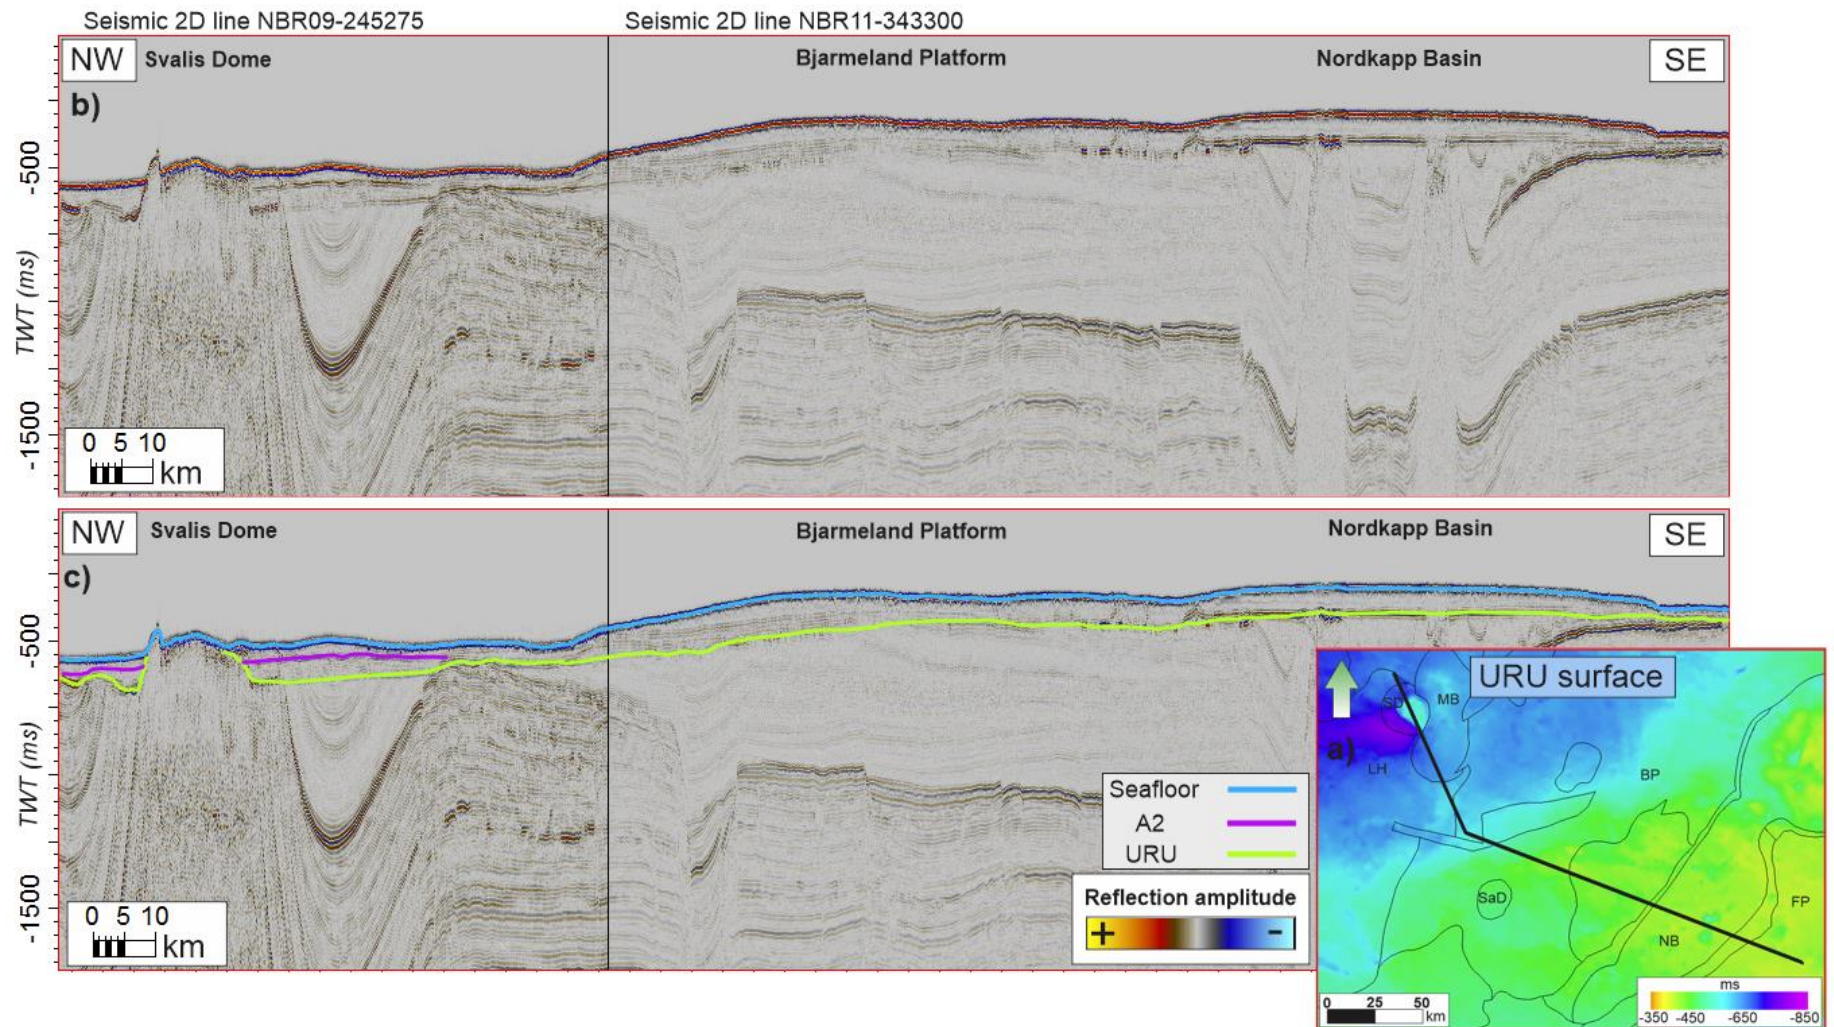 Seismic 2D line NBR09-245275
Seismic 2D line NBR11-343300
NW
Svalis Dome
Bjarmeland Platform
Nordkapp Basin
SE
b)
-500
TWT (ms)
-1500
0 5 10
km
NW
Svalis Dome
Bjarmeland Platform
Nordkapp Basin
SE
c)
-500
TWT (ms)
-1500
0 5 10
km
Seafloor
A2
URU
Reflection amplitude
+ -
URU surface
SD
MB
a)
LH
BP
SaD
FP
NB
ms
-350 -450 -650 -850
0 25 50
km